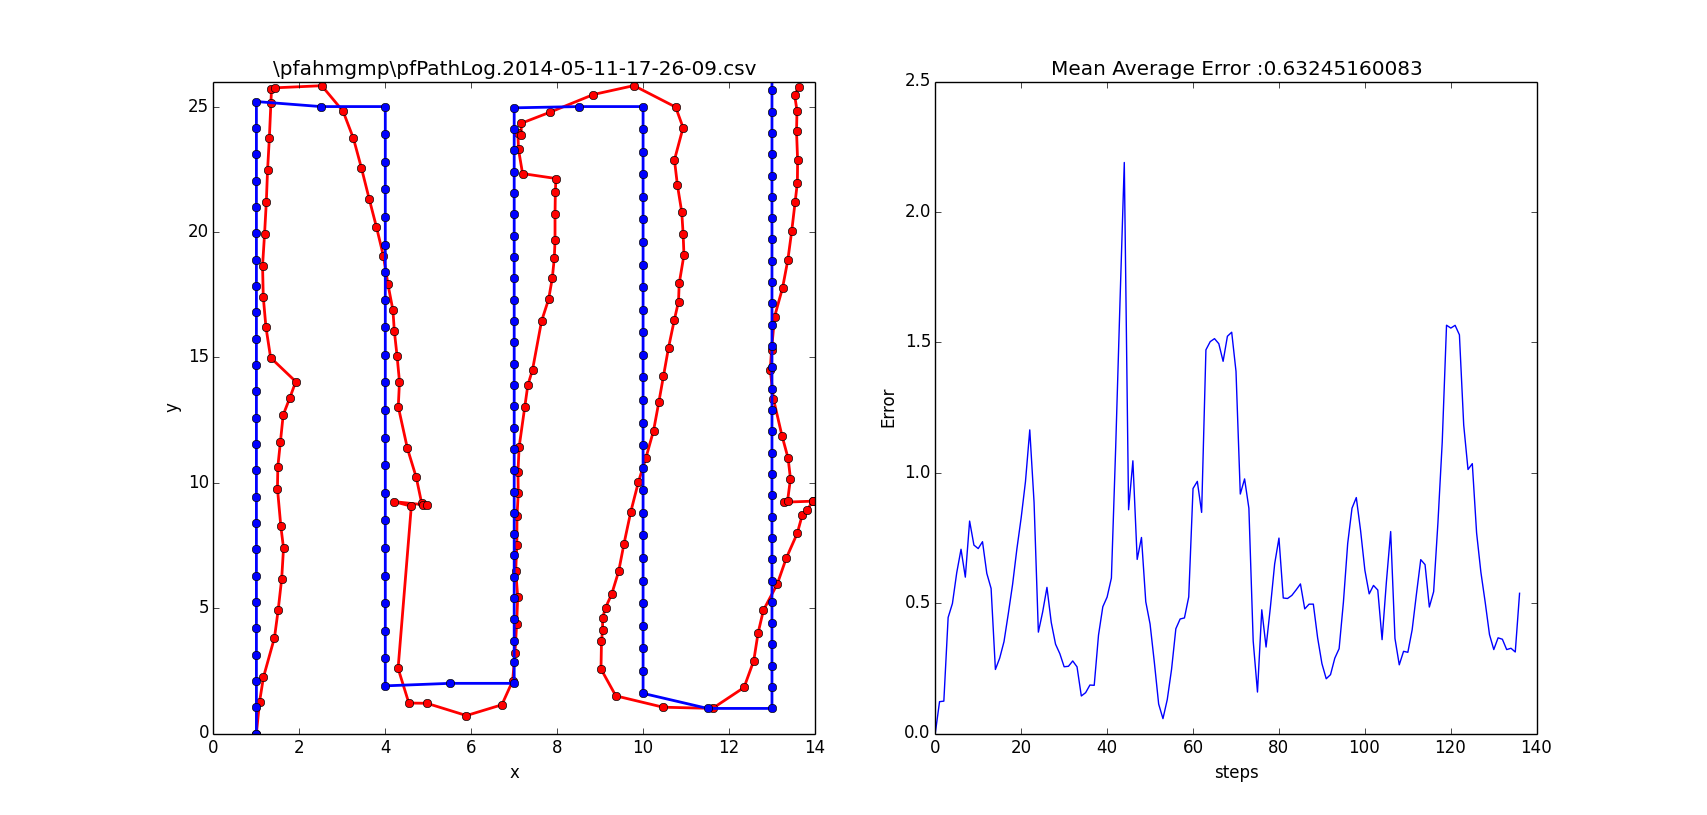 \pfahmgmp\pfPathLog.2014-05-11-17-26-09.csv
25
20
15
10
5
0
y
0 2 4 6 8 10 12 14
x
Mean Average Error :0.63245160083
2.5
2.0
1.5
1.0
0.5
0.0
Error
0 20 40 60 80 100 120 140
steps